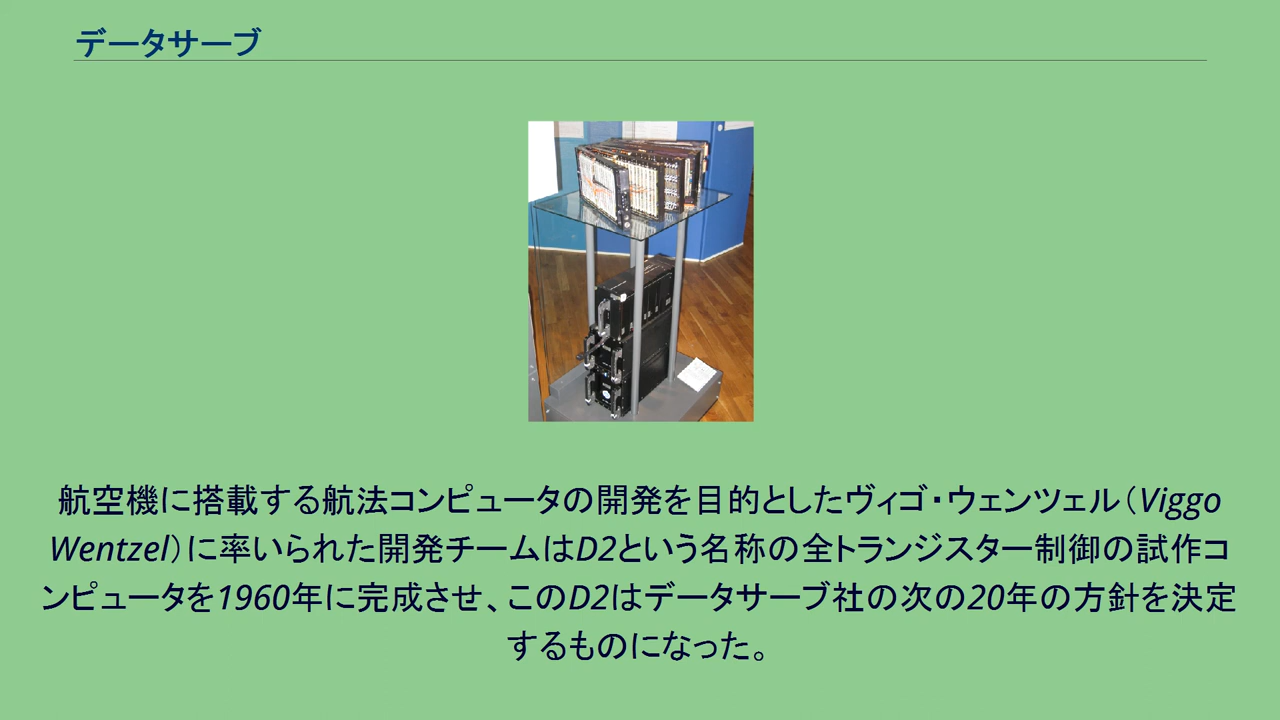 データサーブ
航空機に搭載する航法コンピュータの開発を目的としたヴィゴ・ウェンツェル（Viggo
Wentzel）に率いられた開発チームはD2という名称の全トランジスター制御の試作コ
ンピュータを1960年に完成させ、このD2はデータサーブ社の次の20年の方針を決定
するものになった。